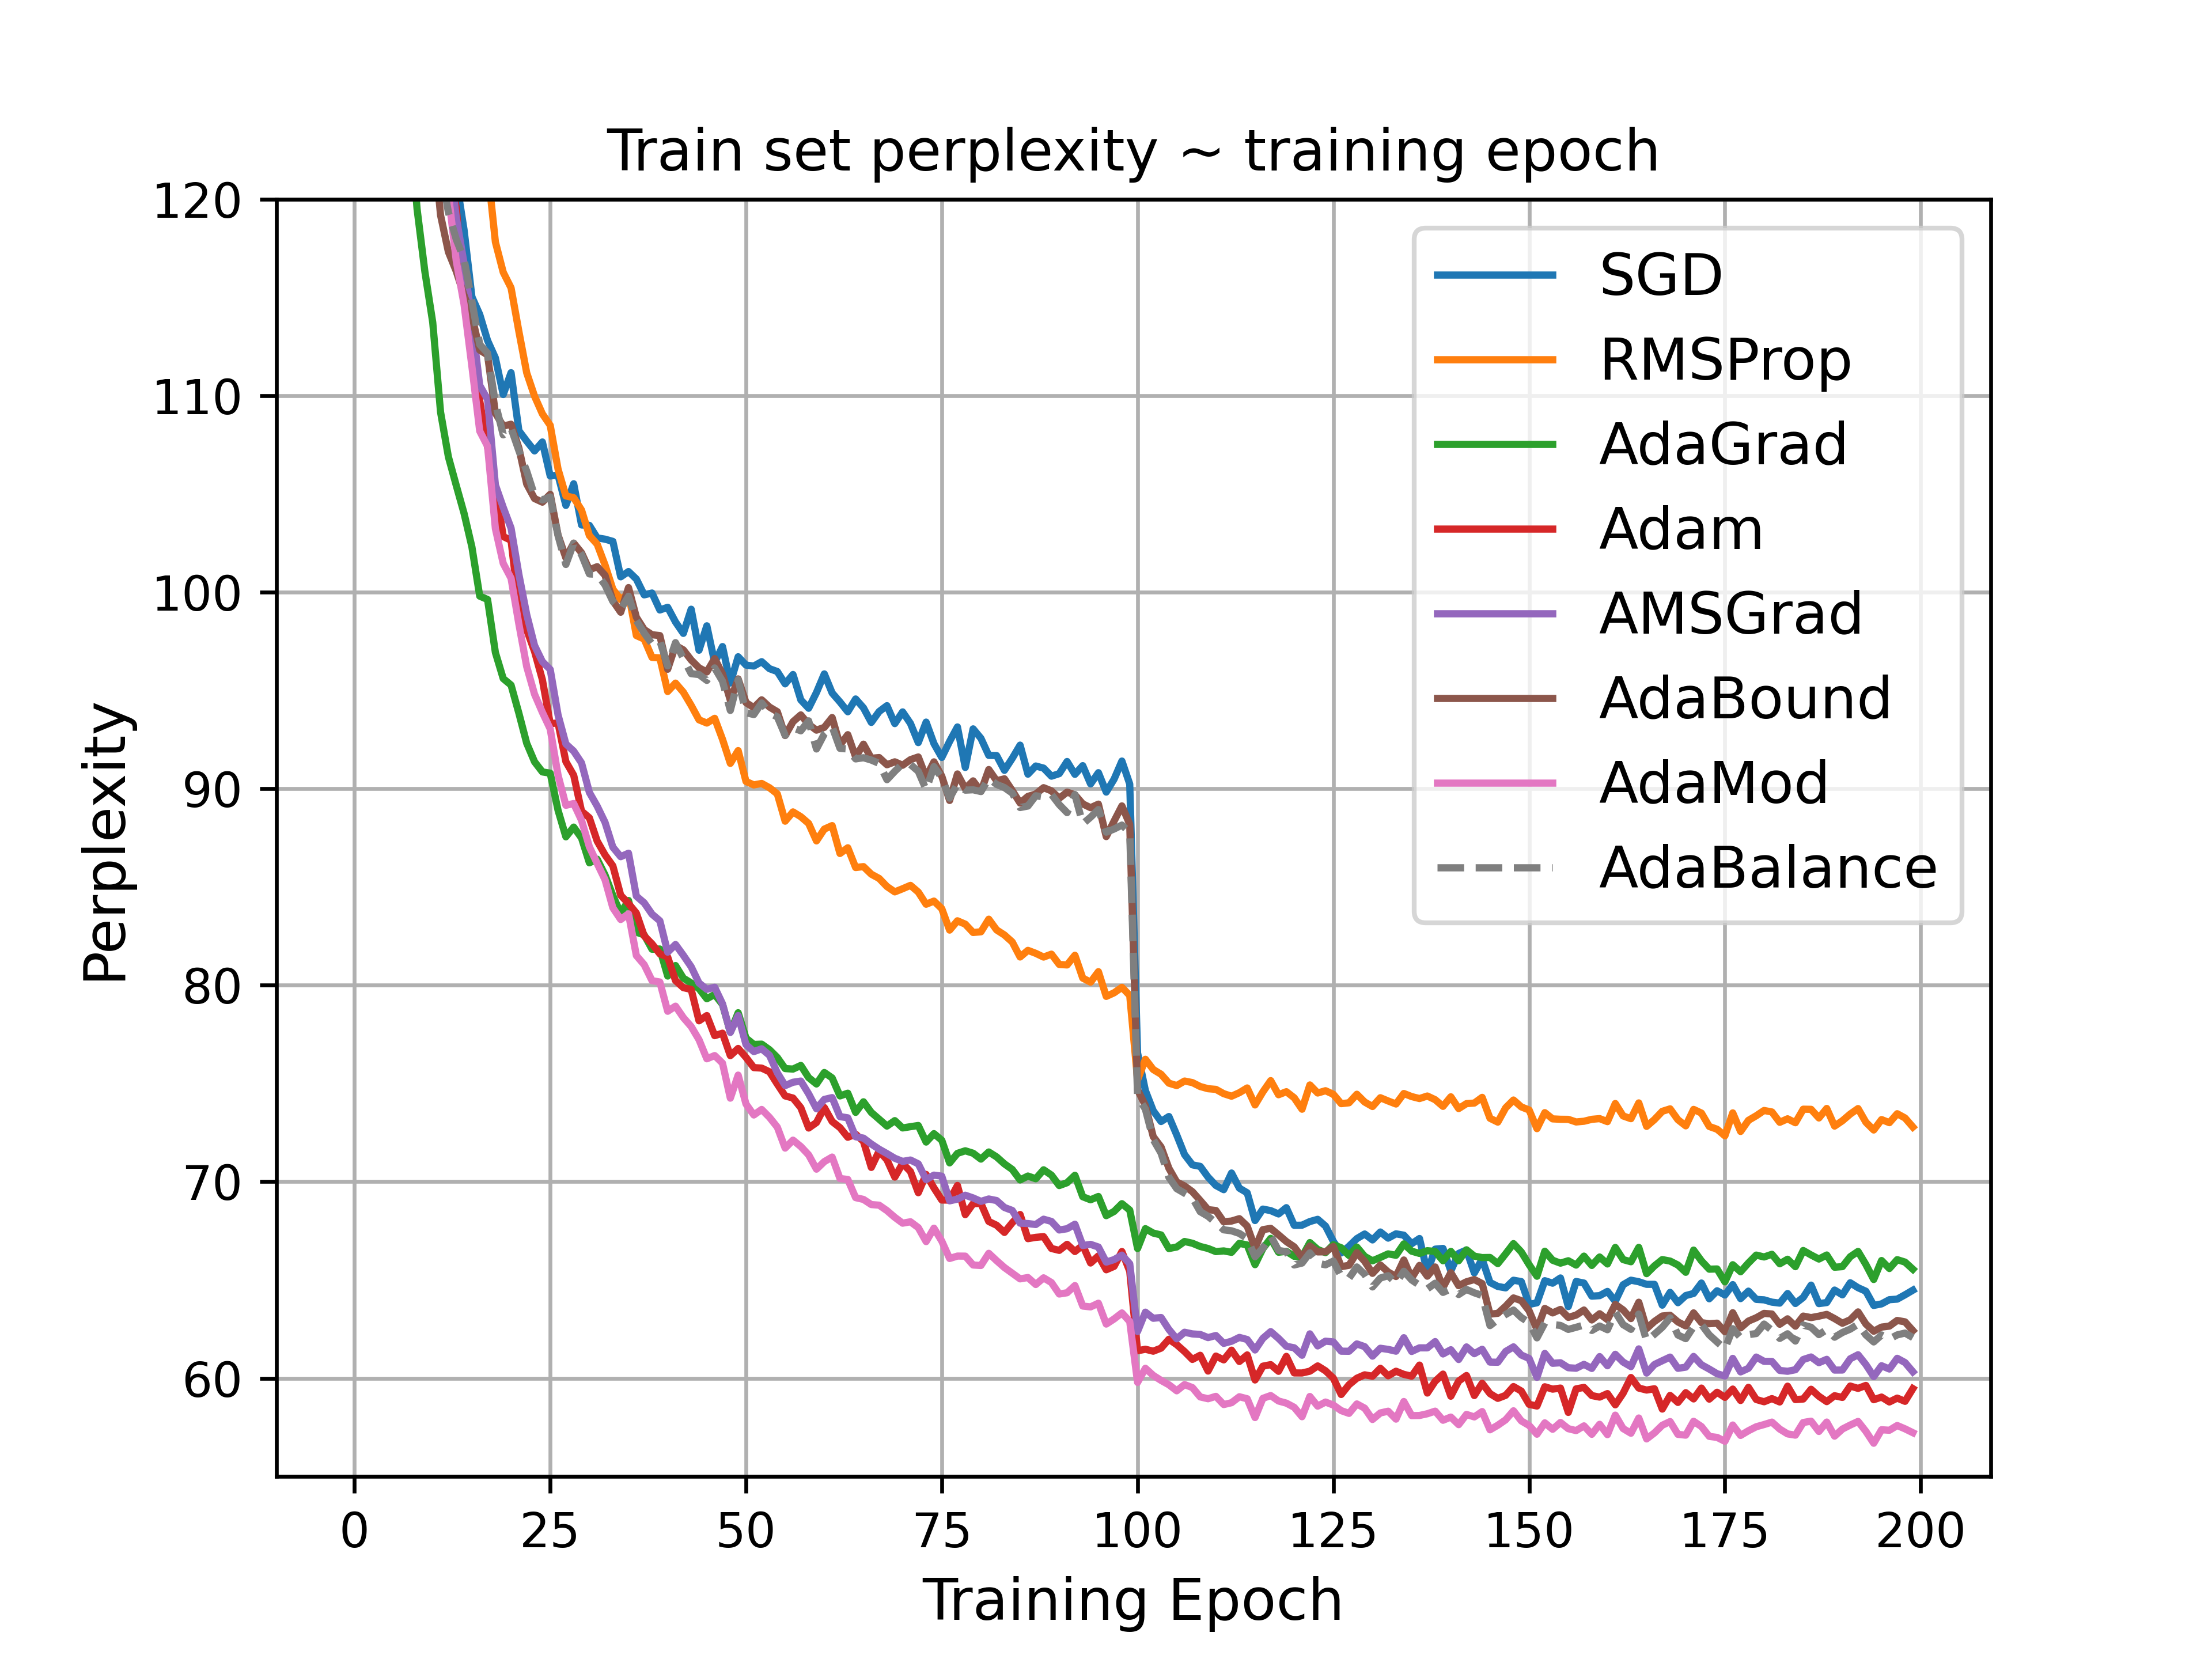 Train set perplexity ~ training epoch
120
110
100
90
80
70
60
Perplexity
SGD
RMSProp
AdaGrad
Adam
AMSGrad
AdaBound
AdaMod
AdaBalance
0 25 50 75 100 125 150 175 200
Training Epoch